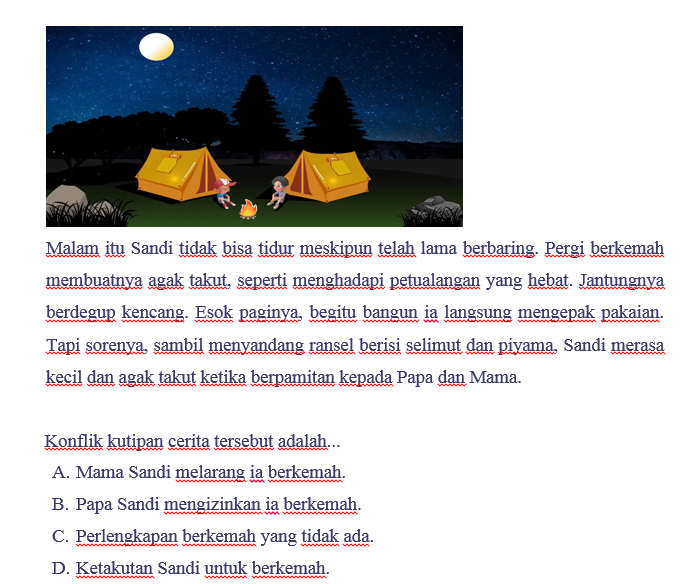 Malam itu Sandi tidak bisa tidur meskipun telah lama berbaring. Pergi berkemah
membuatnya agak takut, seperti menghadapi petualangan yang hebat. Jantungnya
berdegup kencang. Esok paginya, begitu bangun ia langsung mengepak pakaian.
Tapi sorenya, sambil menyandang ransel berisi selimut dan piyama, Sandi merasa
kecil dan agak takut ketika berpamitan kepada Papa dan Mama.
Konflik kutipan cerita tersebut adalah...
A. Mama Sandi melarang ia berkemah.
B. Papa Sandi mengizinkan ia berkemah.
C. Perlengkapan berkemah yang tidak ada.
D. Ketakutan Sandi untuk berkemah.